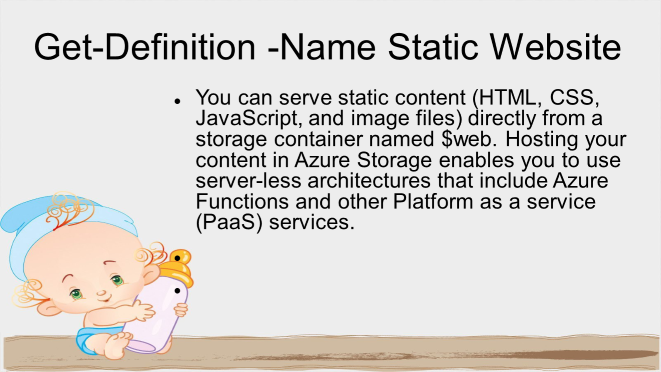 Get-Definition -Name Static Website
• You can serve static content (HTML, CSS,
JavaScript, and image files) directly from a
storage container named $web. Hosting your
content in Azure Storage enables you to use
server-less architectures that include Azure
Functions and other Platform as a service
(PaaS) services.